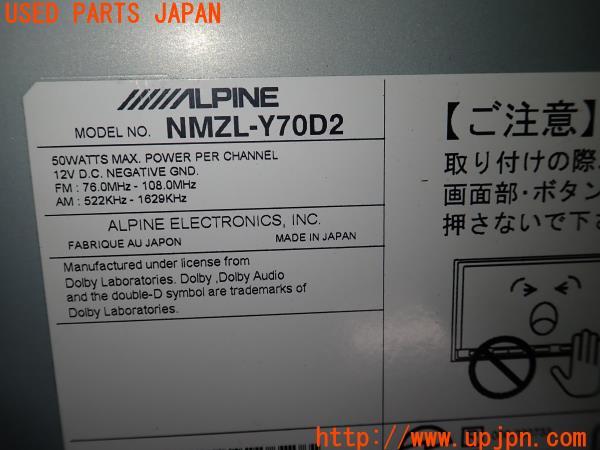 USED PARTS JAPAN
ALPINE
MODEL NO. NMZL-Y70D2
50WATTS MAX. POWER PER CHANNEL
12V D.C. NEGATIVE GND.
FM : 76.0MHz - 108.0MHz
AM : 522KHz - 1629KHz
ALPINE ELECTRONICS, INC.
FABRIQUE AU JAPON MADE IN JAPAN
Manufactured under license from
Dolby Laboratories. Dolby ,Dolby Audio
and the double-D symbol are trademarks of
Dolby Laboratories.
【ご注意】
取り付けの際、
画面部・ボタン
押さないで下さ
http://www.upjpn.com